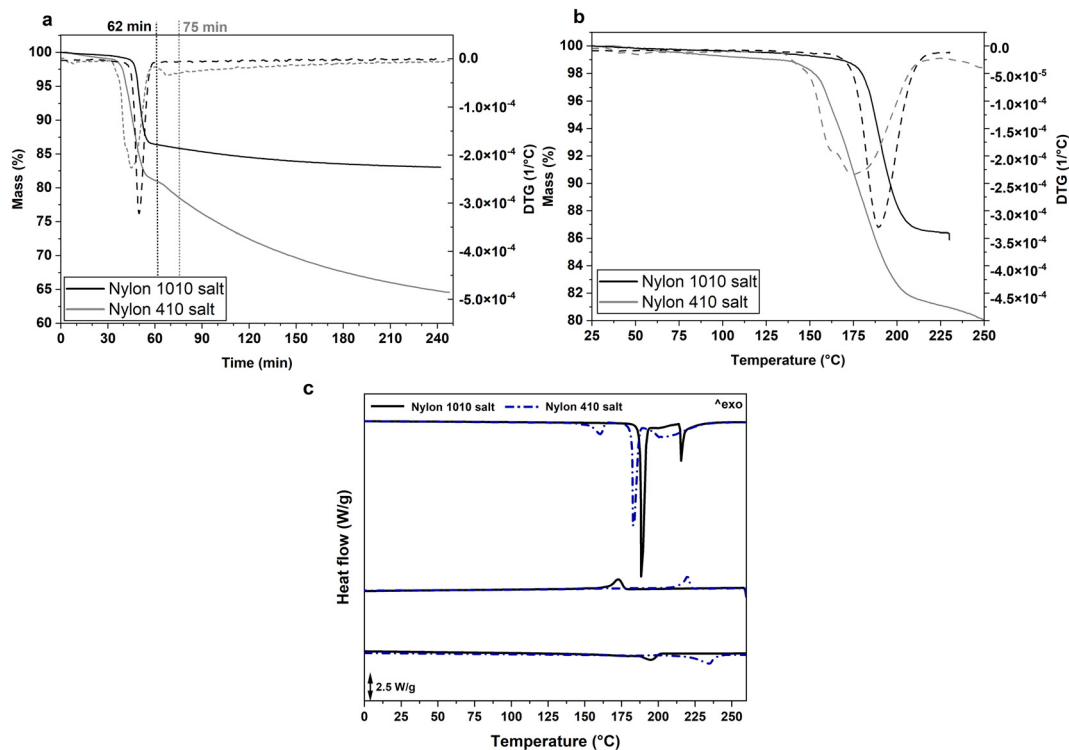 a
62 min
75 min
100
95
90
85
80
75
70
65
60
Mass (%)
0.0
-1.0×10⁻⁴
-2.0×10⁻⁴
-3.0×10⁻⁴
-4.0×10⁻⁴
-5.0×10⁻⁴
DTG (1/°C)
Nylon 1010 salt
Nylon 410 salt
0 30 60 90 120 150 180 210 240
Time (min)
b
100
98
96
94
92
90
88
86
84
82
80
Mass (%)
0.0
-5.0×10⁻⁵
-1.0×10⁻⁴
-1.5×10⁻⁴
-2.0×10⁻⁴
-2.5×10⁻⁴
-3.0×10⁻⁴
-3.5×10⁻⁴
-4.0×10⁻⁴
-4.5×10⁻⁴
DTG (1/°C)
Nylon 1010 salt
Nylon 410 salt
25 50 75 100 125 150 175 200 225 250
Temperature (°C)
c
Nylon 1010 salt Nylon 410 salt ^exo
Heat flow (W/g)
2.5 W/g
0 25 50 75 100 125 150 175 200 225 250
Temperature (°C)